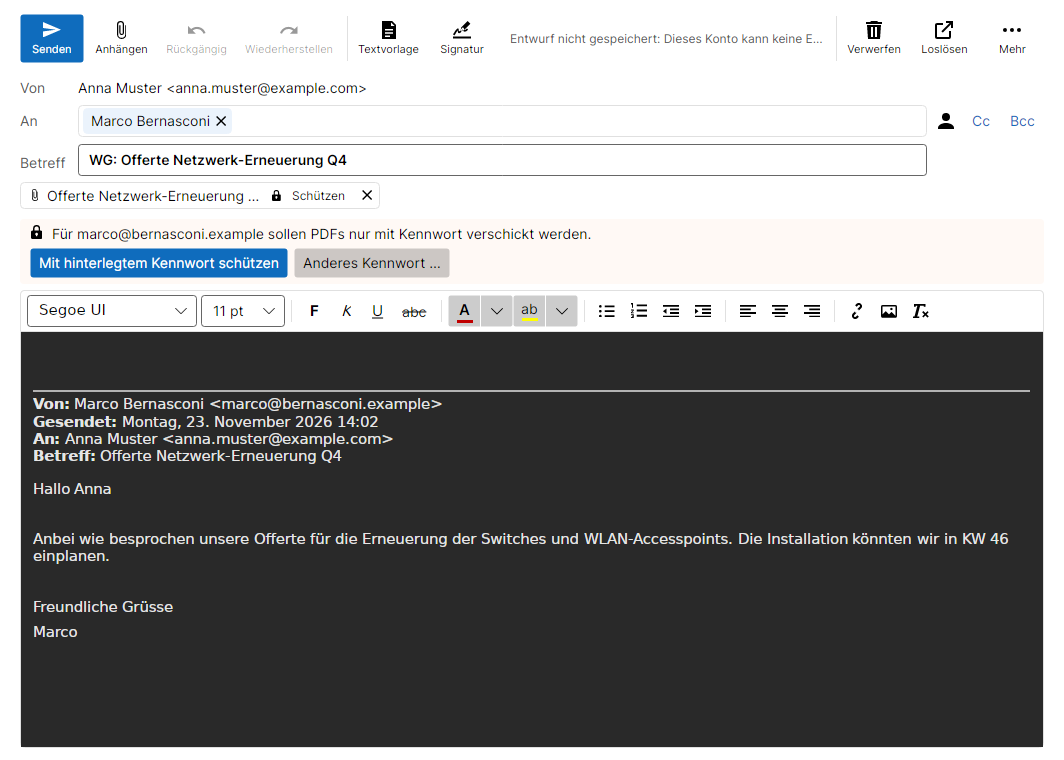 Senden
Anhängen
Rückgängig
Wiederherstellen
Textvorlage
Signatur
Entwurf nicht gespeichert: Dieses Konto kann keine E...
Verwerfen
Loslösen
Mehr
Von Anna Muster <anna.muster@example.com>
An Marco Bernasconi
Cc Bcc
Betreff WG: Offerte Netzwerk-Erneuerung Q4
Offerte Netzwerk-Erneuerung ... Schützen
Für marco@bernasconi.example sollen PDFs nur mit Kennwort verschickt werden.
Mit hinterlegtem Kennwort schützen Anderes Kennwort ...
Segoe UI 11 pt F K U abc A ab
Von: Marco Bernasconi <marco@bernasconi.example>
Gesendet: Montag, 23. November 2026 14:02
An: Anna Muster <anna.muster@example.com>
Betreff: Offerte Netzwerk-Erneuerung Q4
Hallo Anna
Anbei wie besprochen unsere Offerte für die Erneuerung der Switches und WLAN-Accesspoints. Die Installation könnten wir in KW 46
einplanen.
Freundliche Grüsse
Marco